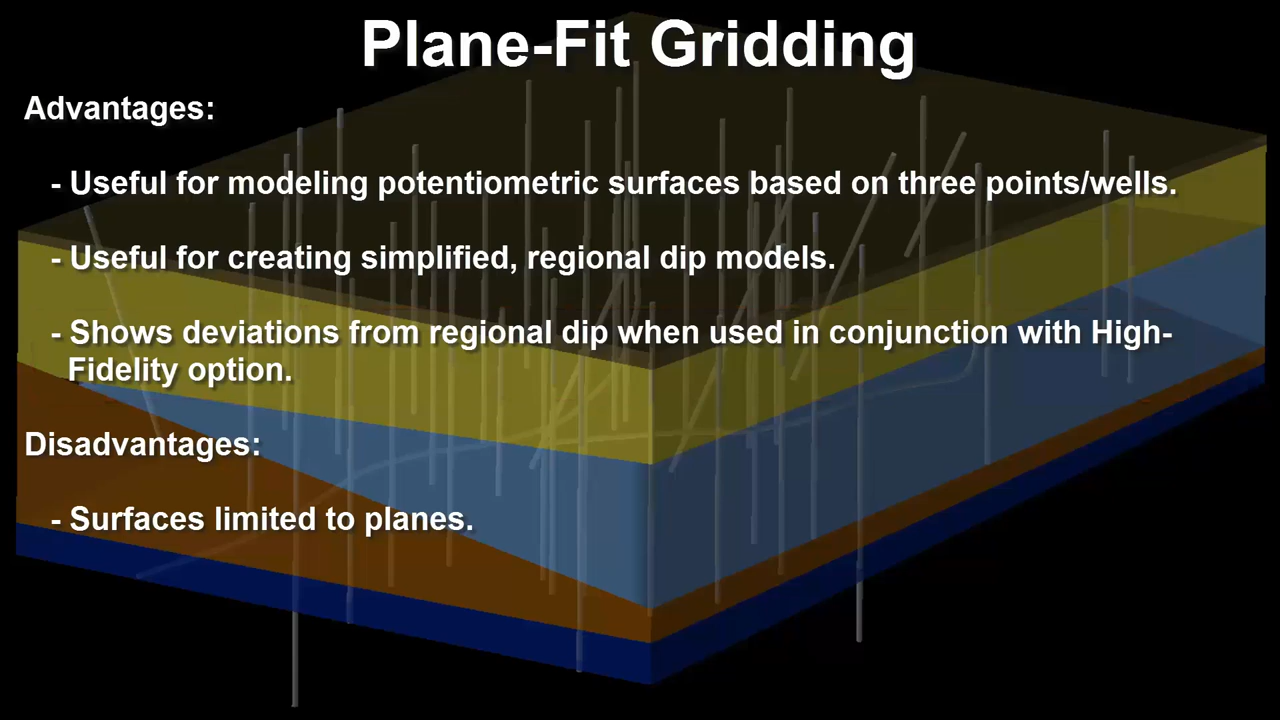 Plane-Fit Gridding
Advantages:
- Useful for modeling potentiometric surfaces based on three points/wells.
- Useful for creating simplified, regional dip models.
- Shows deviations from regional dip when used in conjunction with High-
Fidelity option.
Disadvantages:
- Surfaces limited to planes.